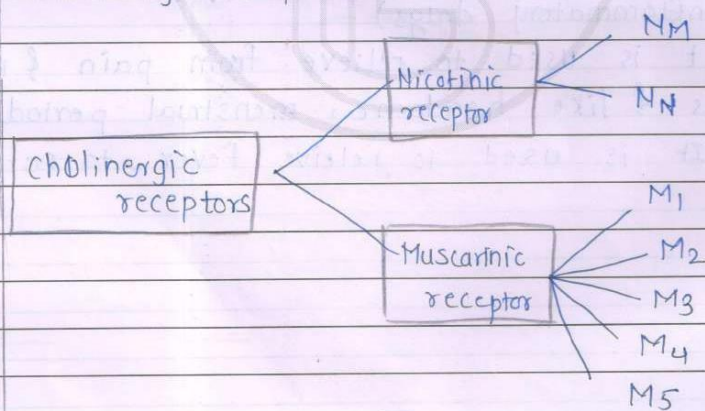 Cholinergic
receptors
Nicotinic
receptor
NM
NN
Muscarinic
receptor
M1
M2
M3
M4
M5